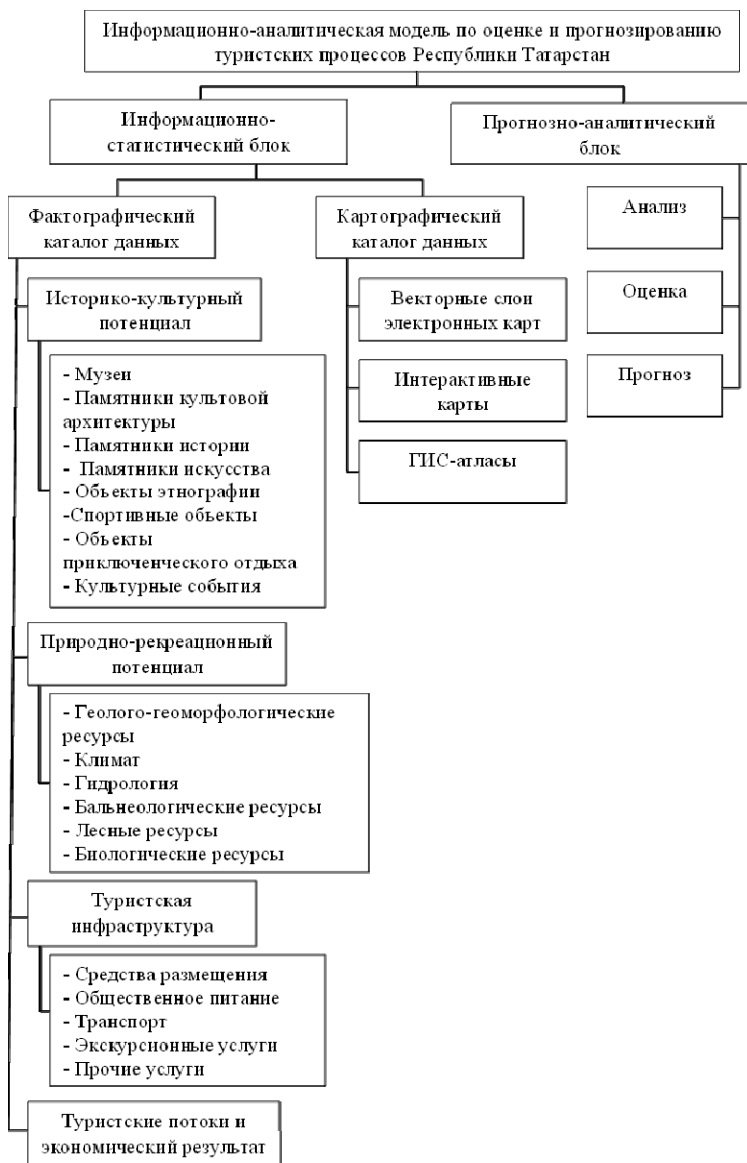 Информационно-аналитическая модель по оценке и прогнозированию
туристских процессов Республики Татарстан
Информационно-
статистический блок
Прогнозно-аналитический
блок
Фактографический
каталог данных
Картографический
каталог данных
Анализ
Оценка
Прогноз
Историко-культурный
потенциал
Векторные слои
электронных карт
Интерактивные
карты
ГИС-атласы
- Музеи
- Памятники культовой
архитектуры
- Памятники истории
- Памятники искусства
- Объекты этнографии
-Спортивные объекты
- Объекты
приключенческого отдыха
- Культурные события
Природно-рекреационный
потенциал
- Геолого-геоморфологические
ресурсы
- Климат
- Гидрология
- Бальнеологические ресурсы
- Лесные ресурсы
- Биологические ресурсы
Туристская
инфраструктура
- Средства размещения
- Общественное питание
- Транспорт
- Экскурсионные услуги
- Прочие услуги
Туристские потоки и
экономический результат